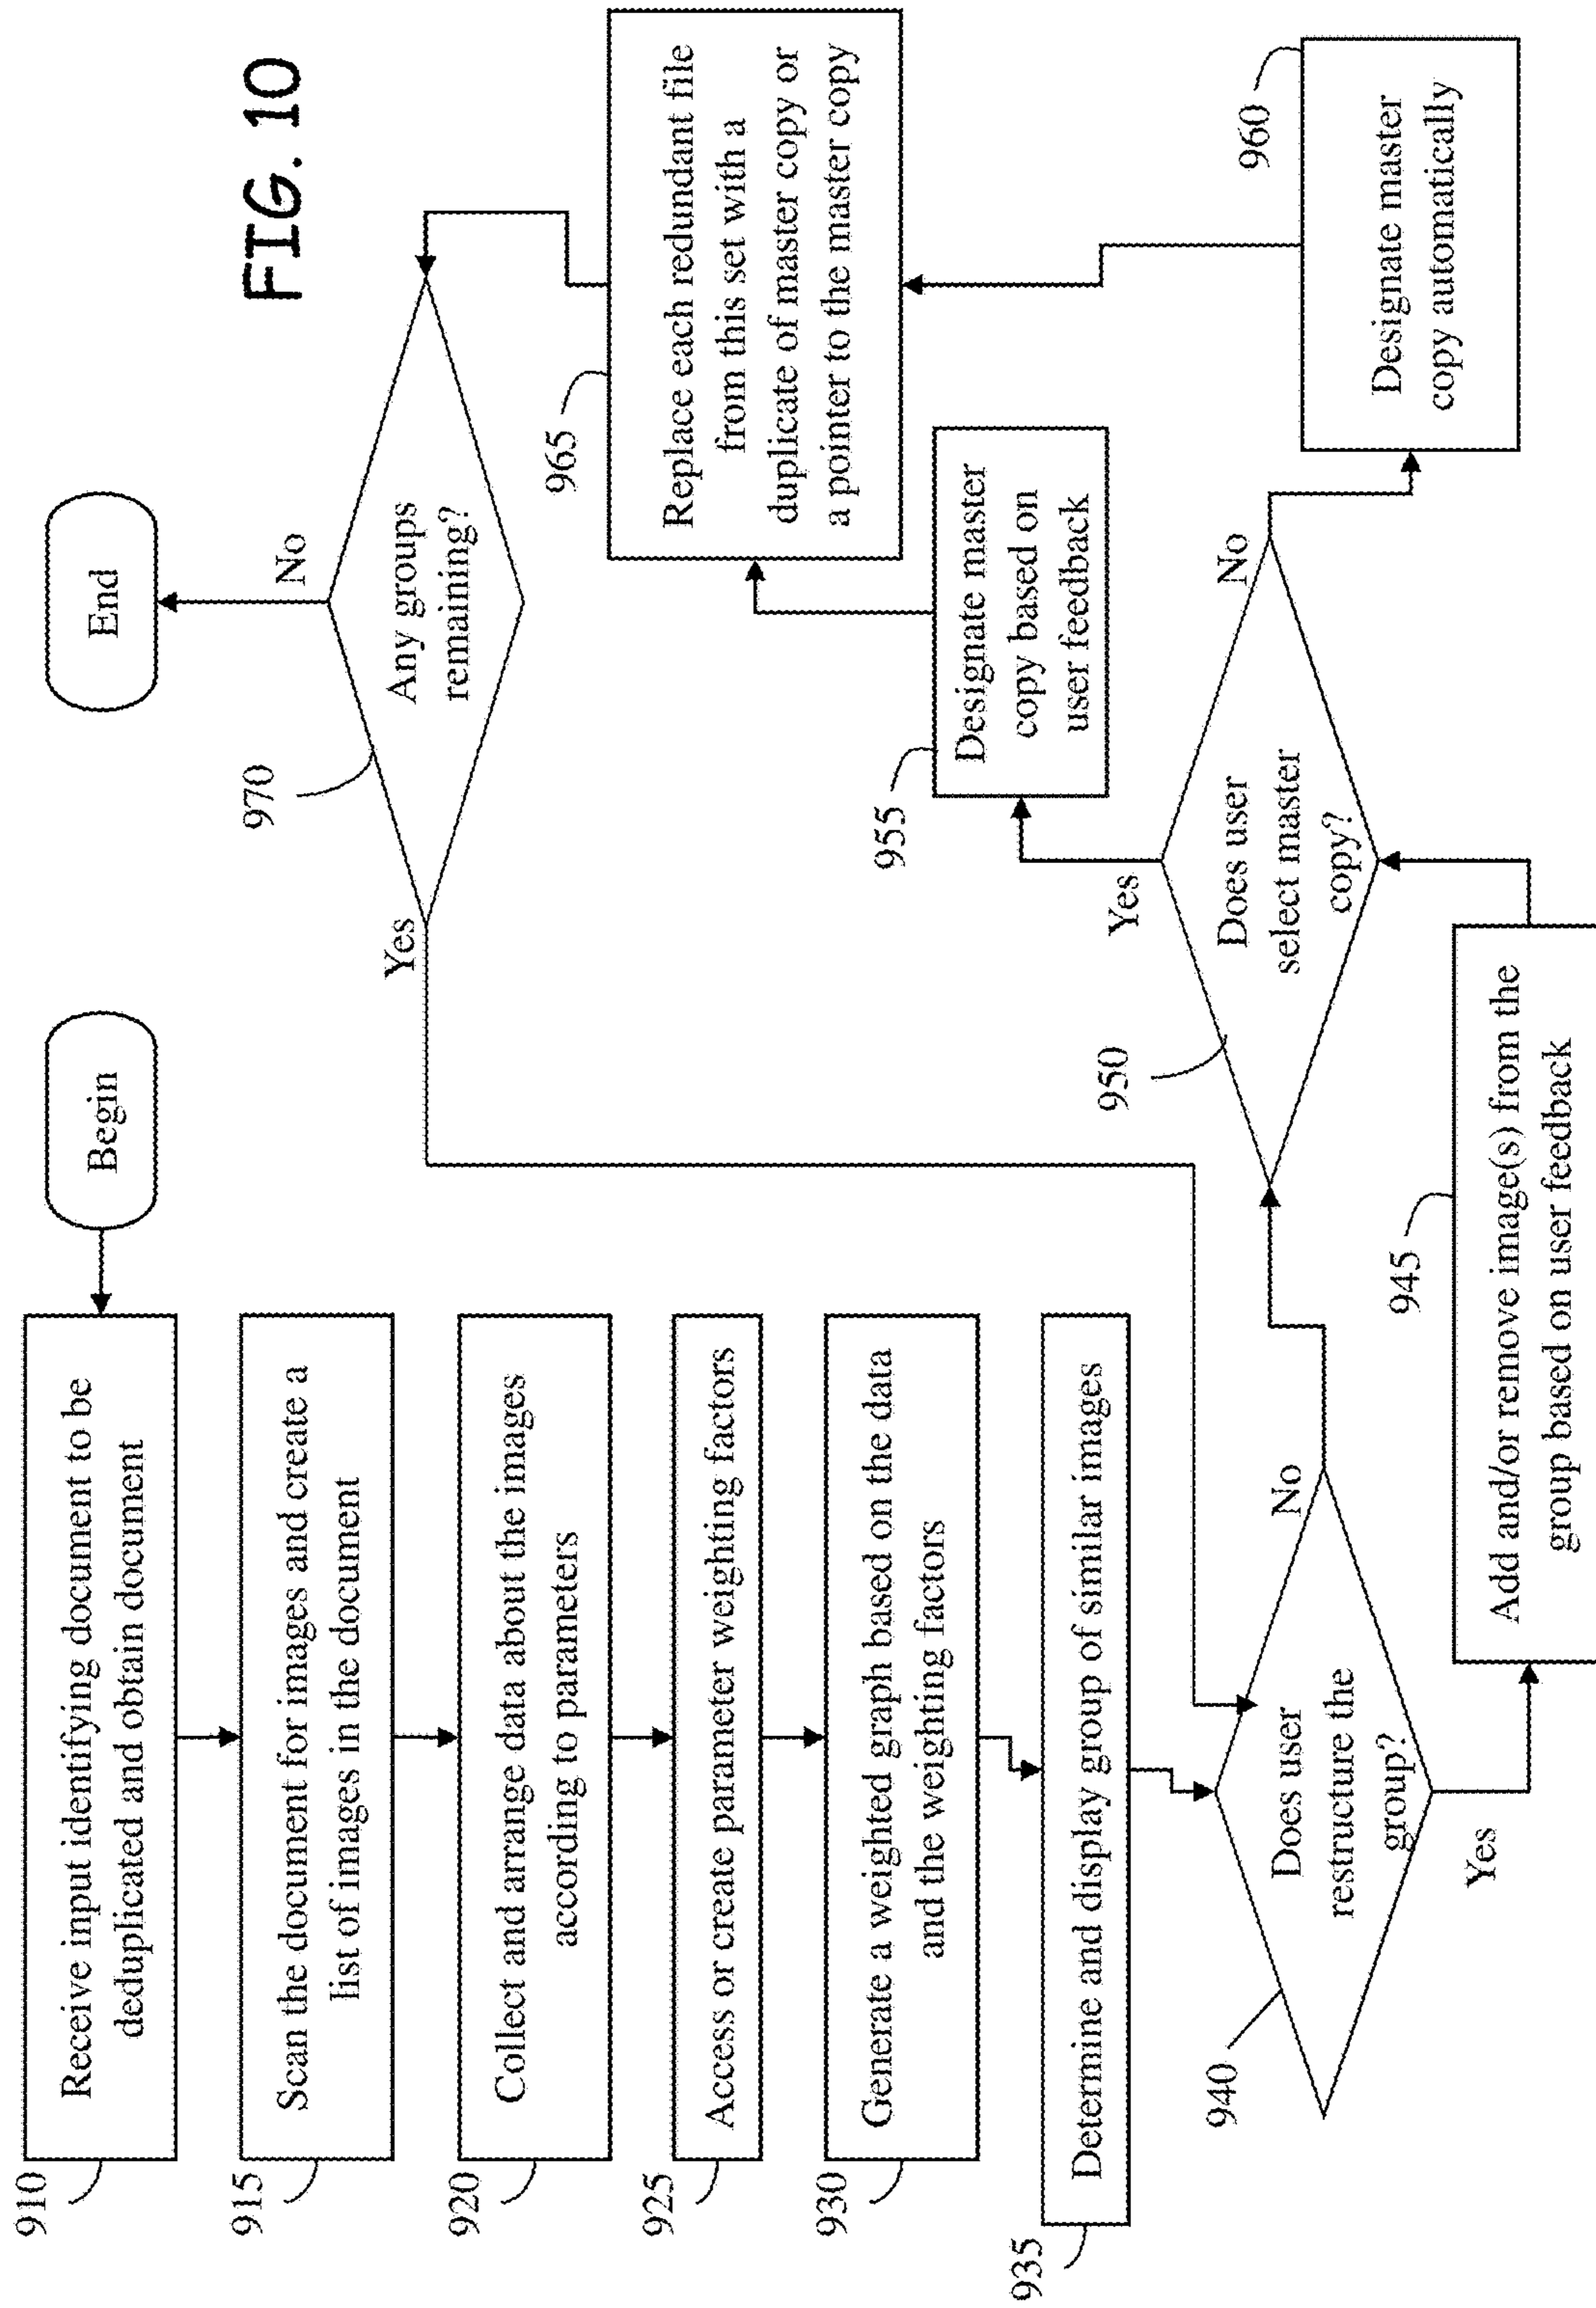 FIG. 10
Begin
910
Receive input identifying document to be
deduplicated and obtain document
915
Scan the document for images and create a
list of images in the document
920
Collect and arrange data about the images
according to parameters
925
Access or create parameter weighting factors
930
Generate a weighted graph based on the data
and the weighting factors
935
Determine and display group of similar images
940
Does user
restructure the
group?
No
Yes
945
Add and/or remove image(s) from the
group based on user feedback
950
Does user
select master
copy?
Yes
No
955
Designate master
copy based on
user feedback
960
Designate master
copy automatically
965
Replace each redundant file
from this set with a
duplicate of master copy or
a pointer to the master copy
970
Any groups
remaining?
Yes
No
End